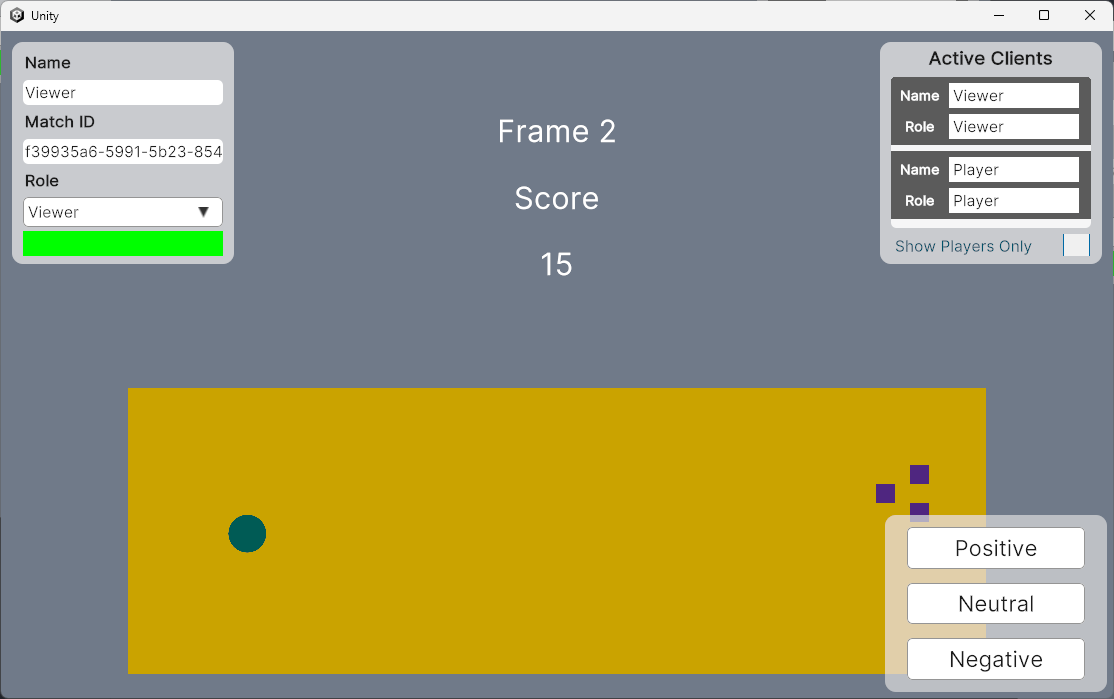 Unity
Name
Viewer
Match ID
f39935a6-5991-5b23-854
Role
Viewer
Frame 2
Score
15
Active Clients
Name Viewer
Role Viewer
Name Player
Role Player
Show Players Only
Positive
Neutral
Negative